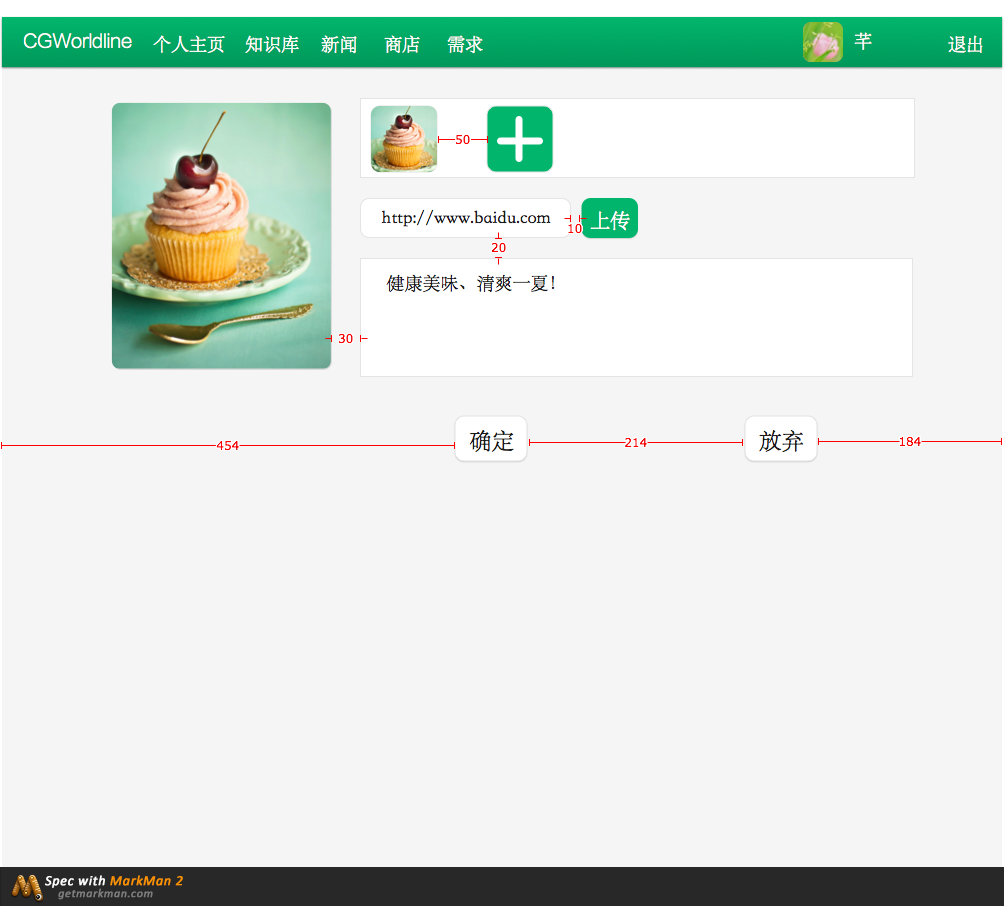 CGWorldline 个人主页 知识库 新闻 商店 需求 芊 退出
50
http://www.baidu.com 10 上传
20
健康美味、清爽一夏！
30
454 确定 214 放弃 184
Spec with MarkMan 2
getmarkman.com